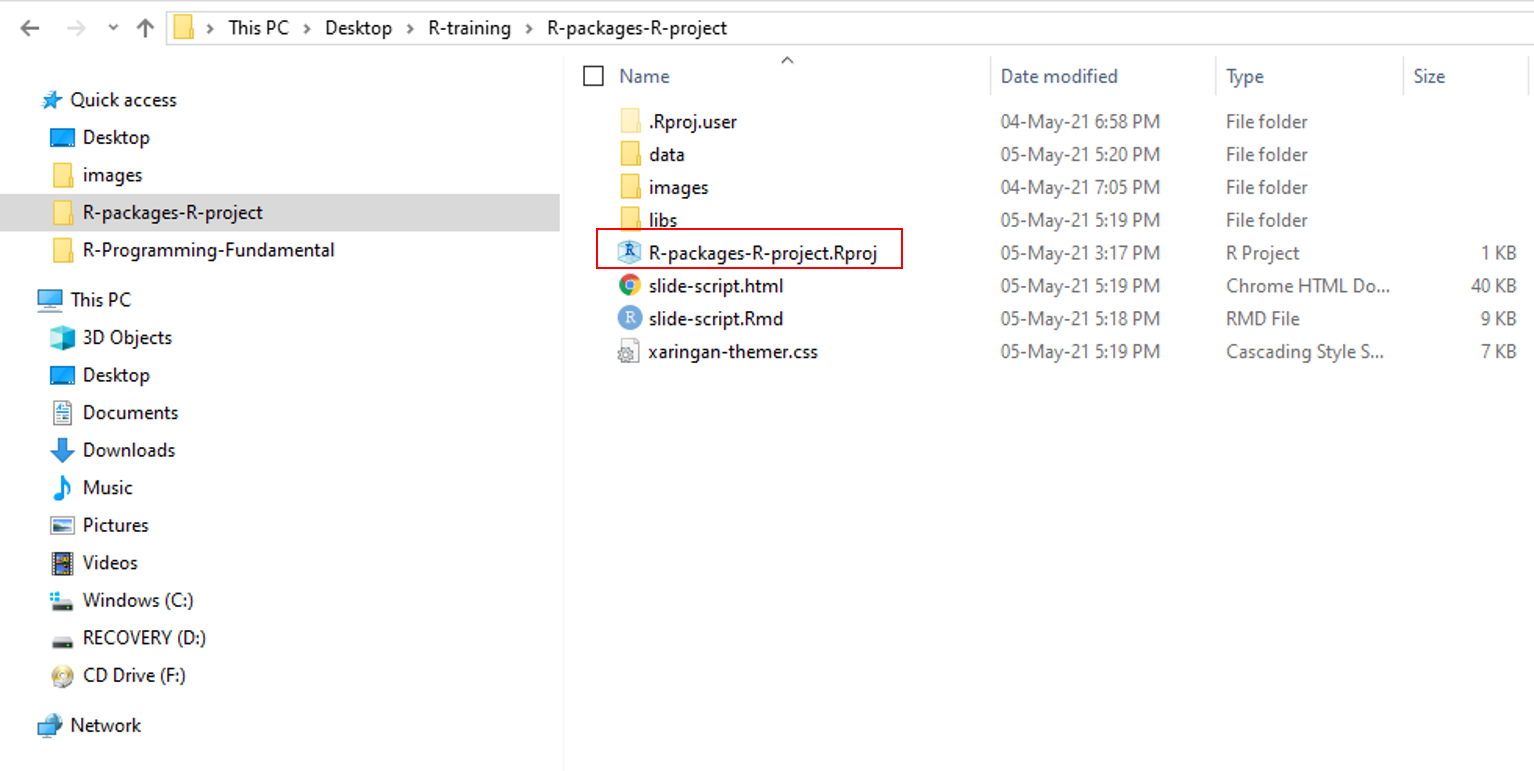 This PC > Desktop > R-training > R-packages-R-project
Quick access
Desktop
images
R-packages-R-project
R-Programming-Fundamental
This PC
3D Objects
Desktop
Documents
Downloads
Music
Pictures
Videos
Windows (C:)
RECOVERY (D:)
CD Drive (F:)
Network
Name Date modified Type Size
.Rproj.user 04-May-21 6:58 PM File folder
data 05-May-21 5:20 PM File folder
images 04-May-21 7:05 PM File folder
libs 05-May-21 5:19 PM File folder
R-packages-R-project.Rproj 05-May-21 3:17 PM R Project 1 KB
slide-script.html 05-May-21 5:19 PM Chrome HTML Do... 40 KB
slide-script.Rmd 05-May-21 5:18 PM RMD File 9 KB
xaringan-themer.css 05-May-21 5:19 PM Cascading Style S... 7 KB